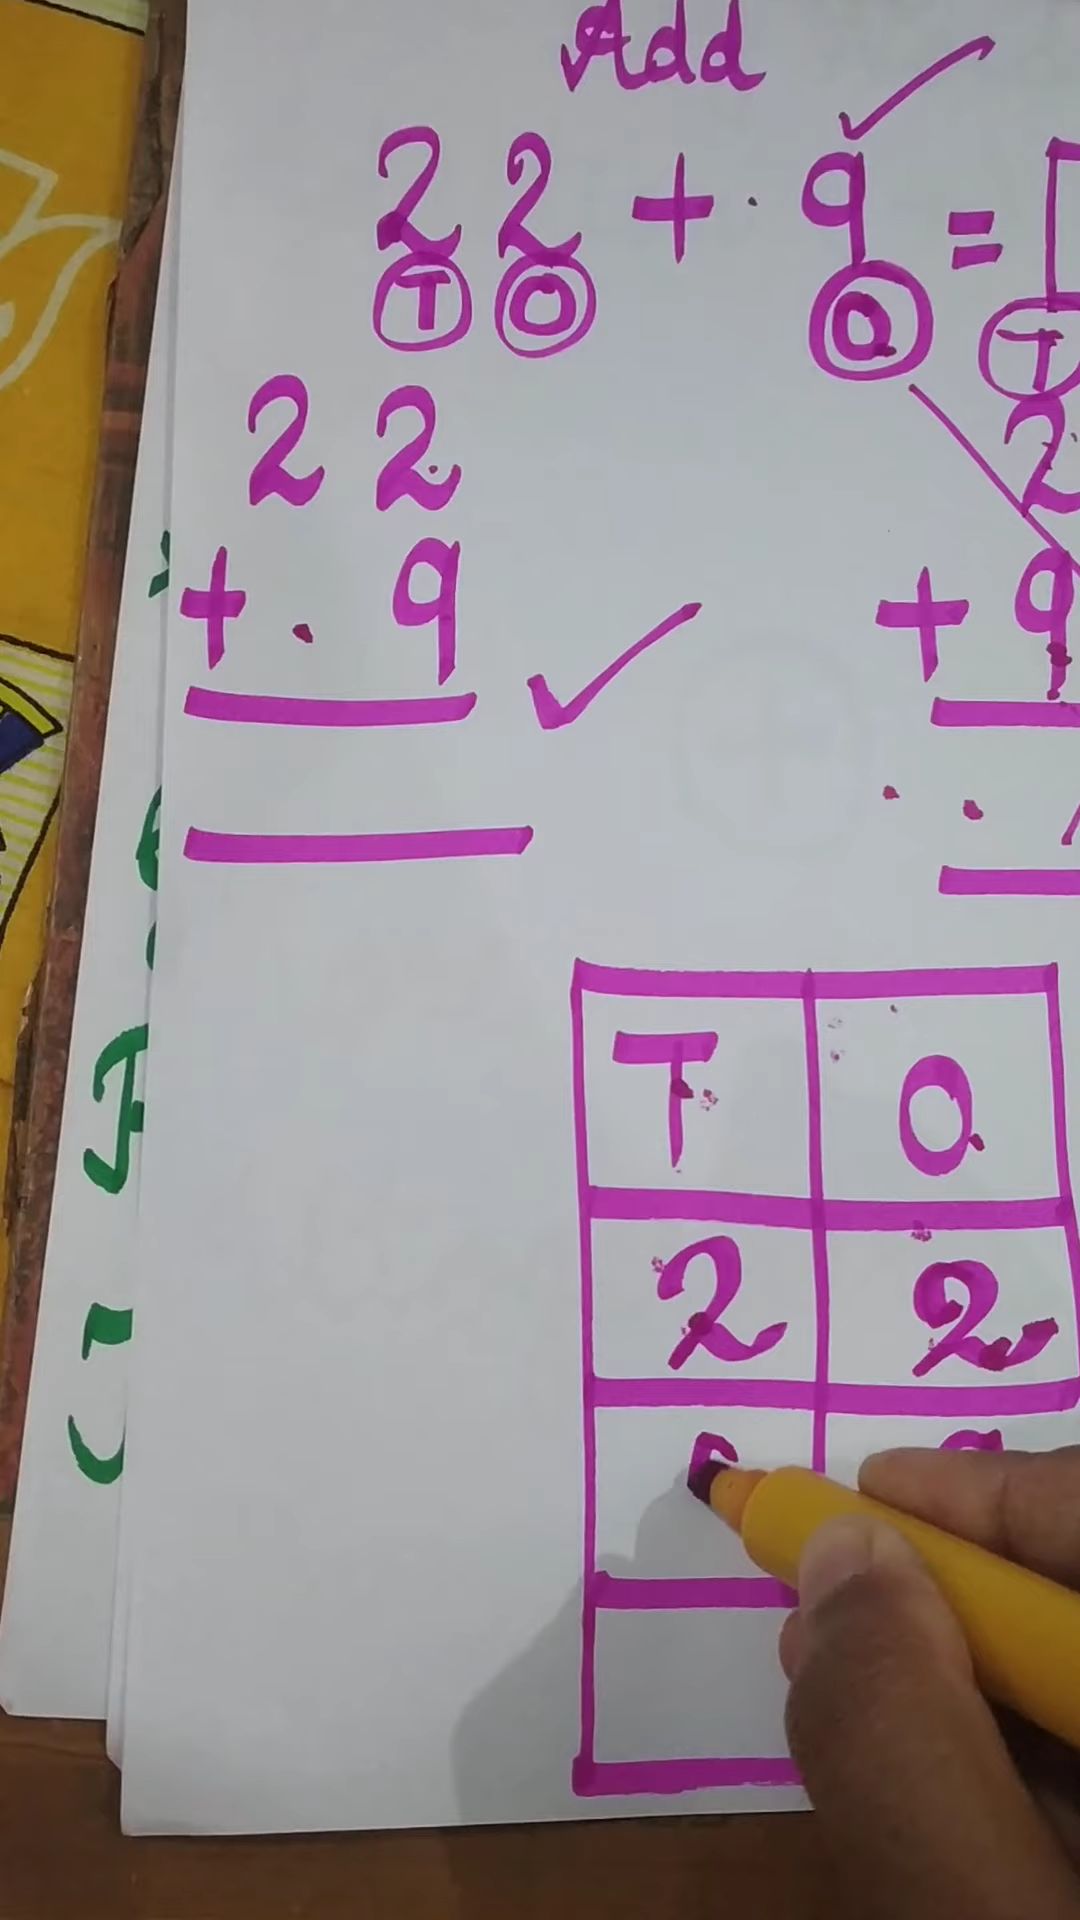 Add
22 + 9 =
T O O T
22
+ 9
2
+ 9
T O
2 2